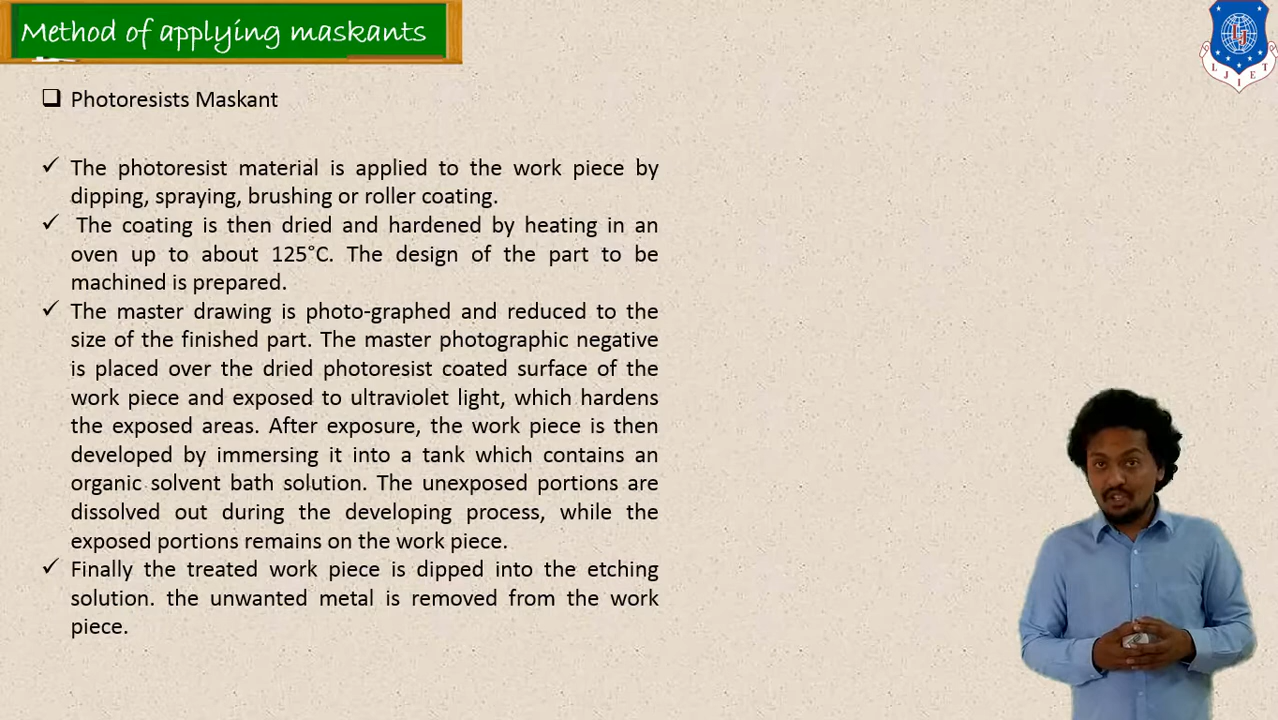 Method of applying maskants
Photoresists Maskant
The photoresist material is applied to the work piece by
dipping, spraying, brushing or roller coating.
The coating is then dried and hardened by heating in an
oven up to about 125°C. The design of the part to be
machined is prepared.
The master drawing is photo-graphed and reduced to the
size of the finished part. The master photographic negative
is placed over the dried photoresist coated surface of the
work piece and exposed to ultraviolet light, which hardens
the exposed areas. After exposure, the work piece is then
developed by immersing it into a tank which contains an
organic solvent bath solution. The unexposed portions are
dissolved out during the developing process, while the
exposed portions remains on the work piece.
Finally the treated work piece is dipped into the etching
solution. the unwanted metal is removed from the work
piece.
LJ
L J I E T